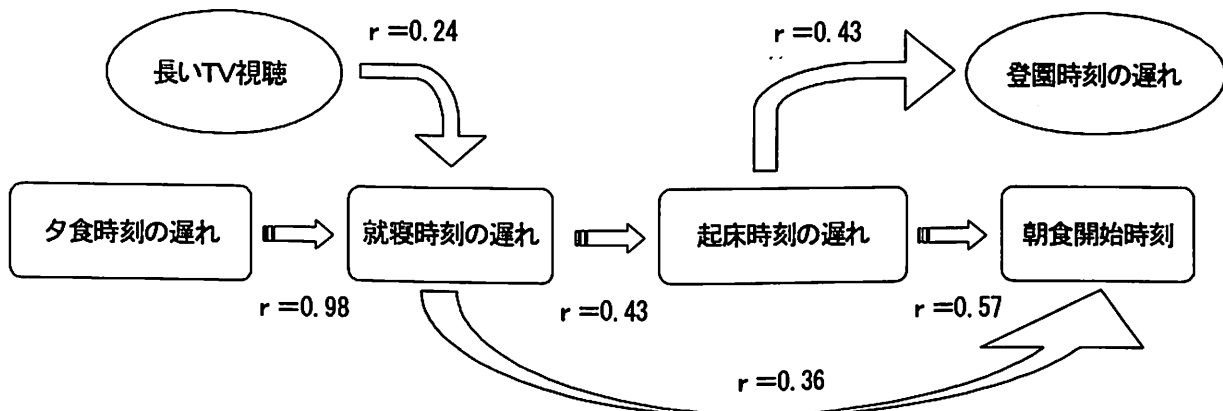 r=0.24
r=0.43
長いTV視聴
登園時刻の遅れ
夕食時刻の遅れ
就寝時刻の遅れ
起床時刻の遅れ
朝食開始時刻
r=0.98
r=0.43
r=0.57
r=0.36